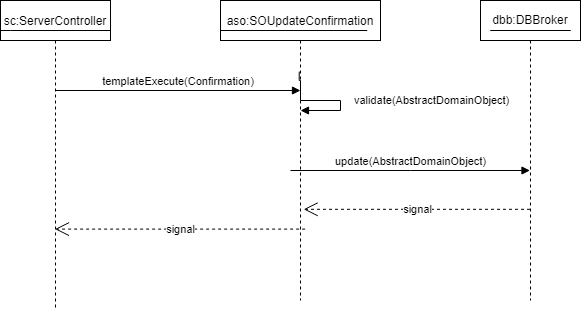 sc:ServerController
aso:SOUpdateConfirmation
dbb:DBBroker
templateExecute(Confirmation)
validate(AbstractDomainObject)
update(AbstractDomainObject)
signal
signal